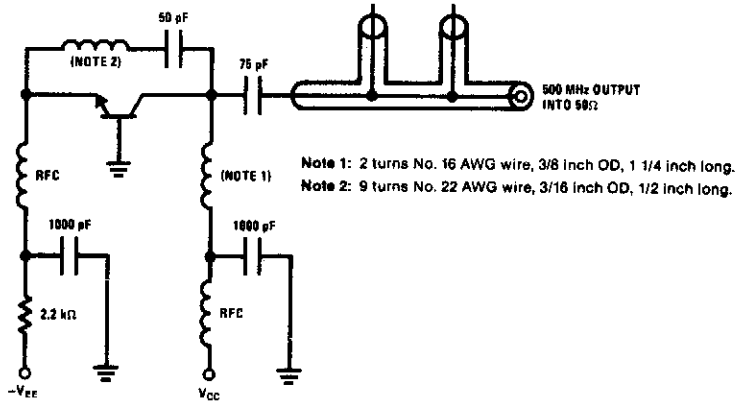 50 pF
(NOTE 2)
75 pF
500 MHz OUTPUT
INTO 50Ω
RFC
(NOTE 1)
Note 1: 2 turns No. 16 AWG wire, 3/8 inch OD, 1 1/4 inch long.
Note 2: 9 turns No. 22 AWG wire, 3/16 inch OD, 1/2 inch long.
1000 pF
1000 pF
2.2 kΩ
RFC
-VEE
VCC